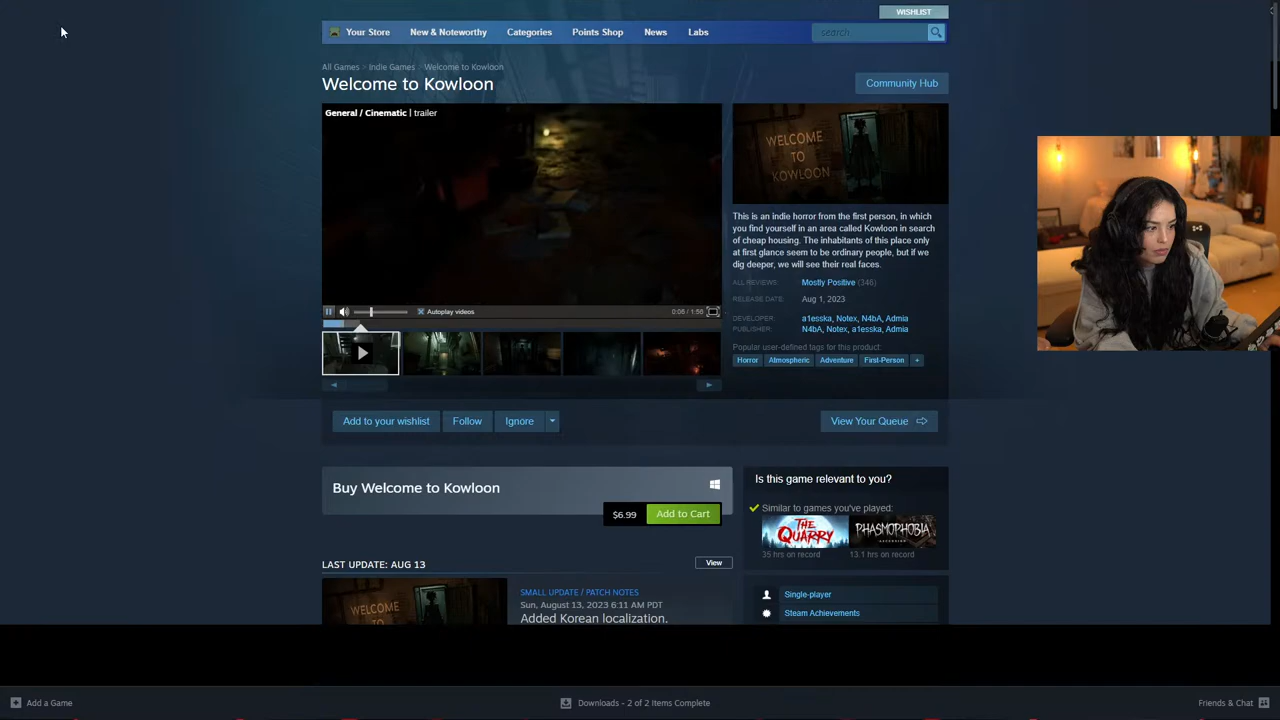 WISHLIST
Your Store
New & Noteworthy
Categories
Points Shop
News
Labs
search
All Games > Indie Games > Welcome to Kowloon
Welcome to Kowloon
Community Hub
General / Cinematic | trailer
WELCOME
TO
KOWLOON
This is an indie horror from the first person, in which
you find yourself in an area called Kowloon in search
of cheap housing. The inhabitants of this place only
at first glance seem to be ordinary people, but if we
dig deeper, we will see their real faces.
ALL REVIEWS: Mostly Positive (346)
RELEASE DATE: Aug 1, 2023
DEVELOPER: a1esska, Notex, N4bA, Admia
PUBLISHER: N4bA, Notex, a1esska, Admia
Popular user-defined tags for this product:
Horror Atmospheric Adventure First-Person +
Autoplay videos
Add to your wishlist
Follow
Ignore
View Your Queue
Buy Welcome to Kowloon
$6.99
Add to Cart
Is this game relevant to you?
Similar to games you've played:
THE QUARRY
PHASMOPHOBIA
35 hrs on record
13.1 hrs on record
LAST UPDATE: AUG 13
View
WELCOME
SMALL UPDATE / PATCH NOTES
Sun, August 13, 2023 6:11 AM PDT
Added Korean localization.
Single-player
Steam Achievements
Add a Game
Downloads - 2 of 2 Items Complete
Friends & Chat